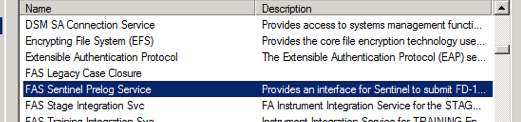 Name Description
DSM SA Connection Service Provides access to systems management functi...
Encrypting File System (EFS) Provides the core file encryption technology use...
Extensible Authentication Protocol The Extensible Authentication Protocol (EAP) se...
FAS Legacy Case Closure
FAS Sentinel Prelog Service Provides an interface for Sentinel to submit FD-1...
FAS Stage Integration Svc FA Instrument Integration Service for the STAG...
FAS Training Integration Svc Instrument Integration Service for TRAINING